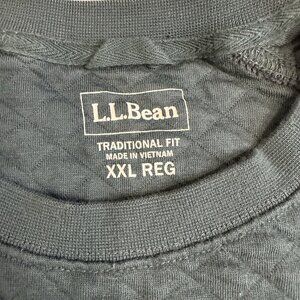 L.L.Bean
TRADITIONAL FIT
MADE IN VIETNAM
XXL REG